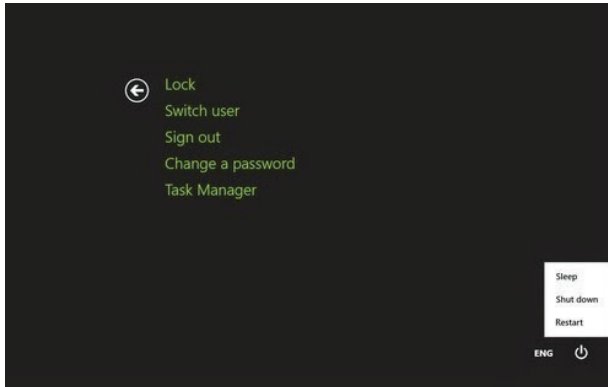 Lock
Switch user
Sign out
Change a password
Task Manager
Sleep
Shut down
Restart
ENG